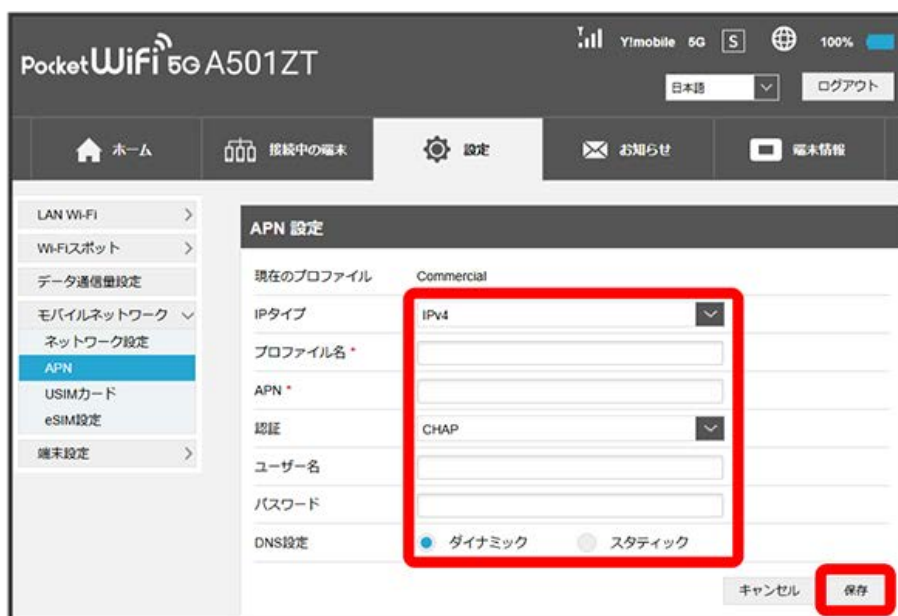 Pocket WiFi 5G A501ZT
Y!mobile 5G S 100%
日本語 ログアウト
ホーム 接続中の端末 設定 お知らせ 端末情報
LAN Wi-Fi
Wi-Fiスポット
データ通信量設定
モバイルネットワーク
ネットワーク設定
APN
USIMカード
eSIM設定
端末設定
APN 設定
現在のプロファイル Commercial
IPタイプ IPv4
プロファイル名 *
APN *
認証 CHAP
ユーザー名
パスワード
DNS設定 ダイナミック スタティック
キャンセル 保存